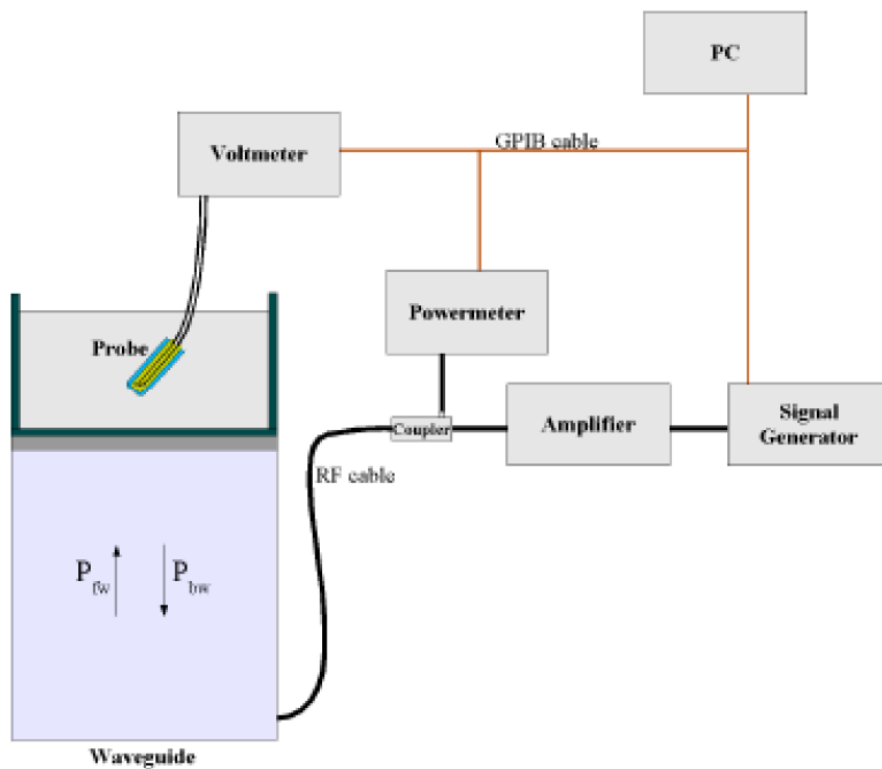 PC
GPIB cable
Voltmeter
Powermeter
Probe
Coupler
Amplifier
Signal
Generator
RF cable
P fw
P bw
Waveguide